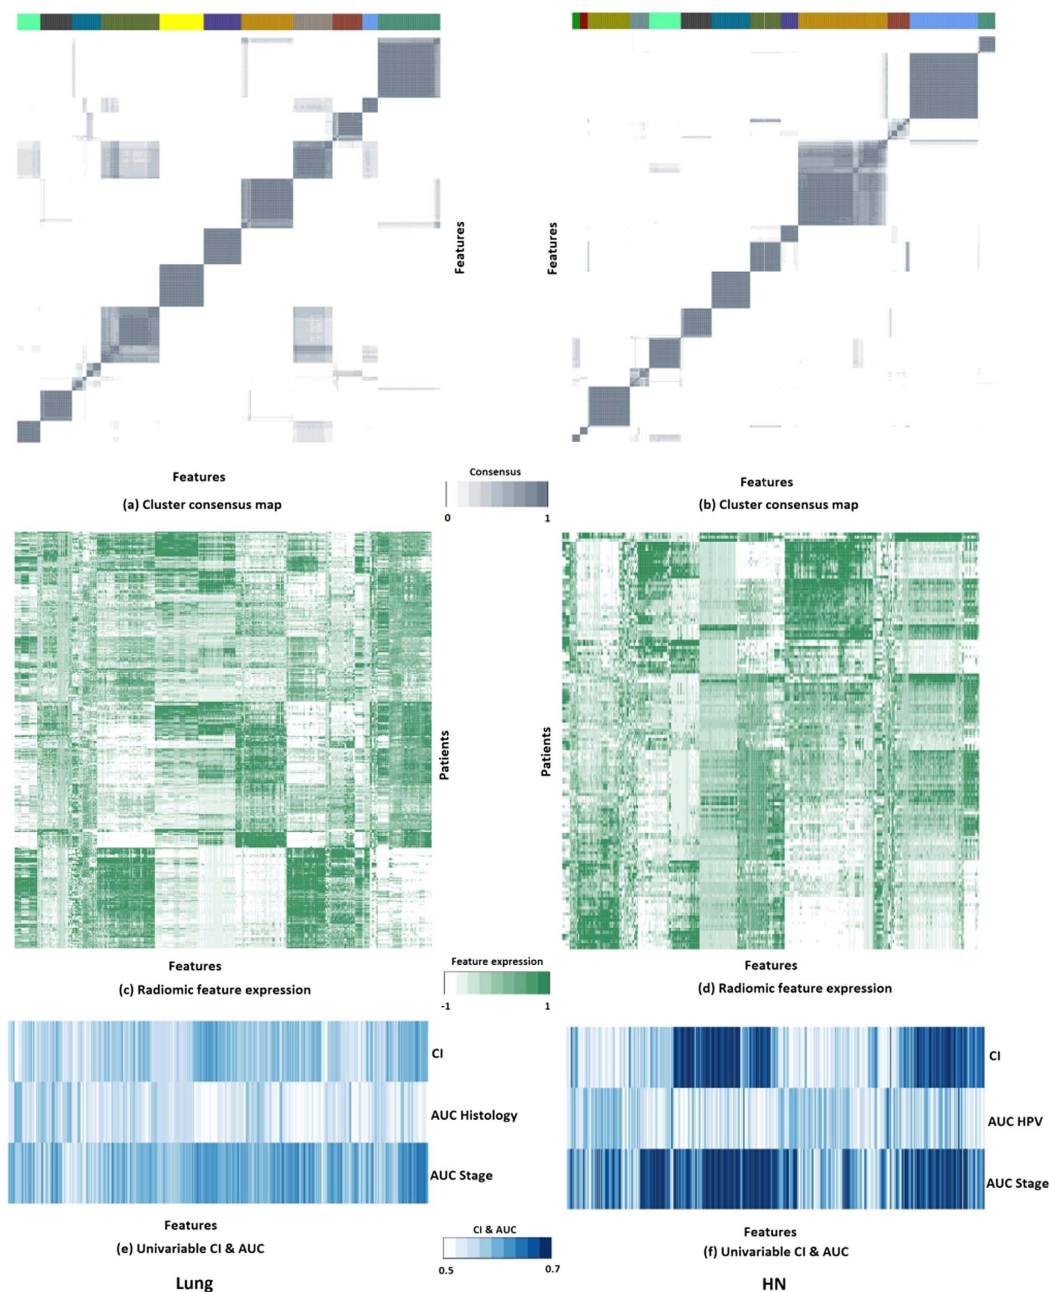 Features
Features
Features
(a) Cluster consensus map
Consensus
0 1
Features
(b) Cluster consensus map
Patients
Patients
Features
(c) Radiomic feature expression
Feature expression
-1 1
Features
(d) Radiomic feature expression
CI
AUC Histology
AUC Stage
CI
AUC HPV
AUC Stage
Features
(e) Univariable CI & AUC
CI & AUC
0.5 0.7
Features
(f) Univariable CI & AUC
Lung
HN